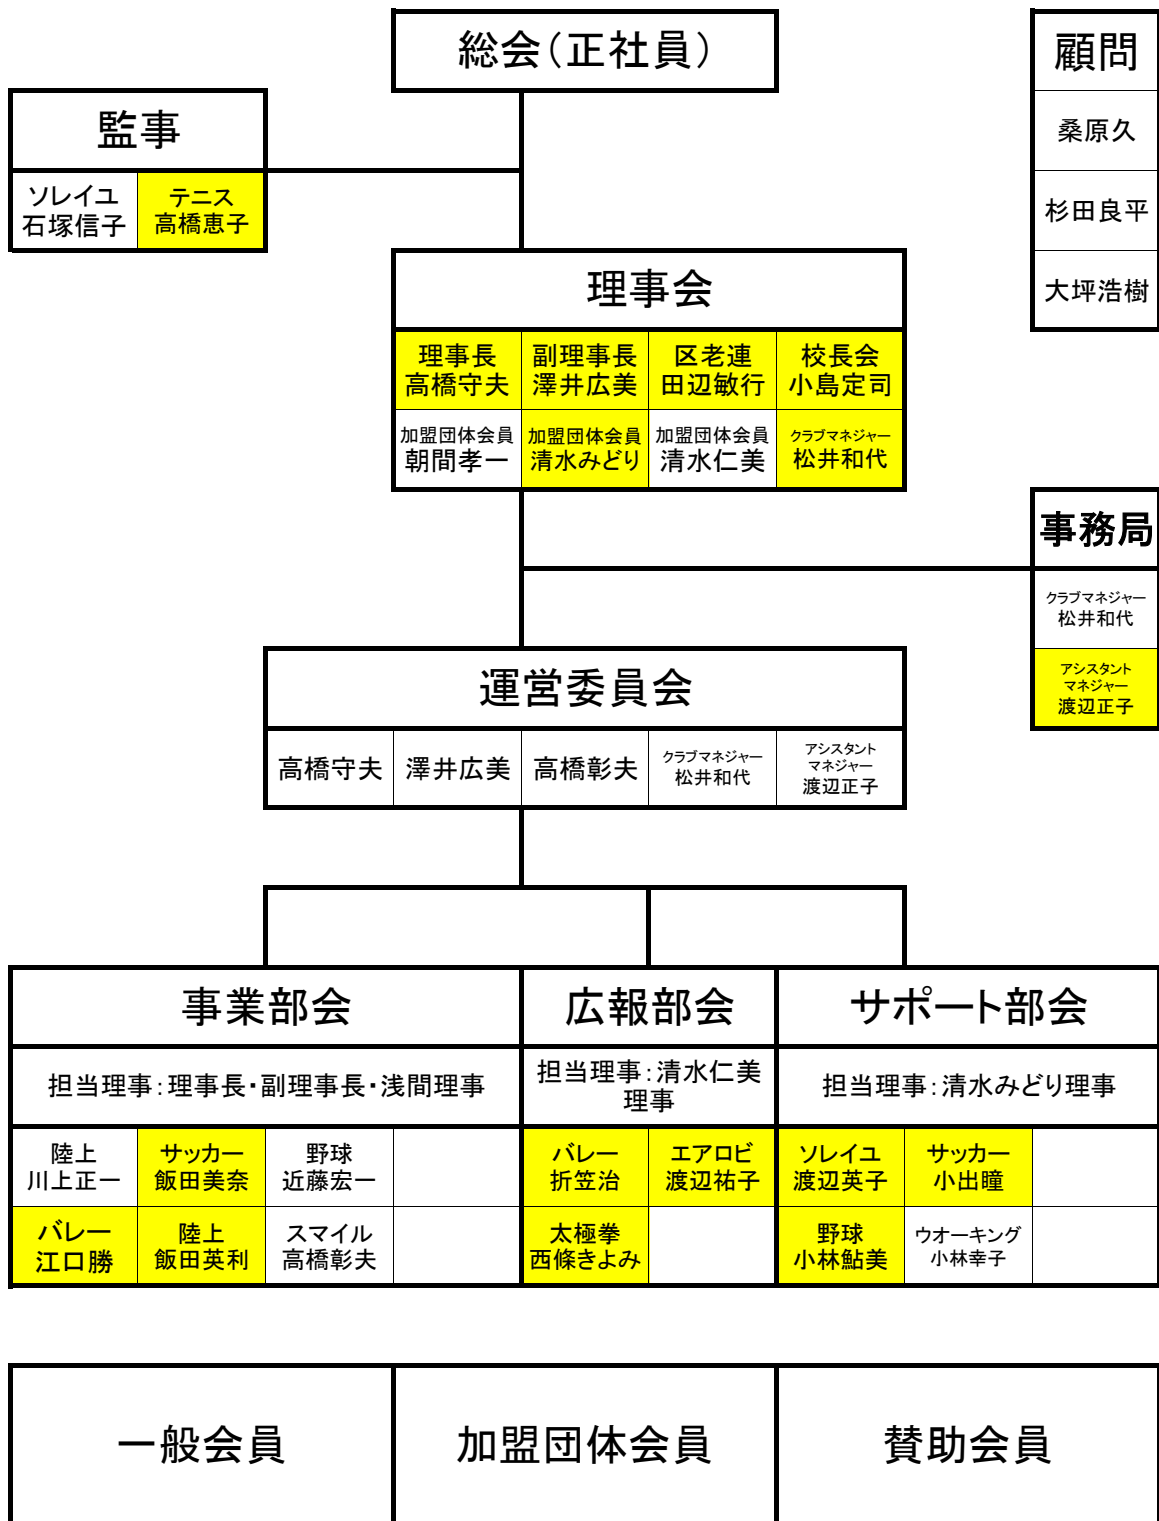 総会（正社員）
顧問
桑原久
杉田良平
大坪浩樹
監事
ソレイユ
石塚信子
テニス
高橋恵子
理事会
理事長
高橋守夫
副理事長
澤井広美
区老連
田辺敏行
校長会
小島定司
加盟団体会員
朝間孝一
加盟団体会員
清水みどり
加盟団体会員
清水仁美
クラブマネジャー
松井和代
事務局
クラブマネジャー
松井和代
アシスタント
マネジャー
渡辺正子
運営委員会
高橋守夫
澤井広美
高橋彰夫
クラブマネジャー
松井和代
アシスタント
マネジャー
渡辺正子
事業部会
担当理事：理事長・副理事長・浅間理事
陸上
川上正一
サッカー
飯田美奈
野球
近藤宏一
バレー
江口勝
陸上
飯田英利
スマイル
高橋彰夫
広報部会
担当理事：清水仁美
理事
バレー
折笠治
エアロビ
渡辺祐子
太極拳
西條きよみ
サポート部会
担当理事：清水みどり理事
ソレイユ
渡辺英子
サッカー
小出瞳
野球
小林鮎美
ウオーキング
小林幸子
一般会員
加盟団体会員
賛助会員